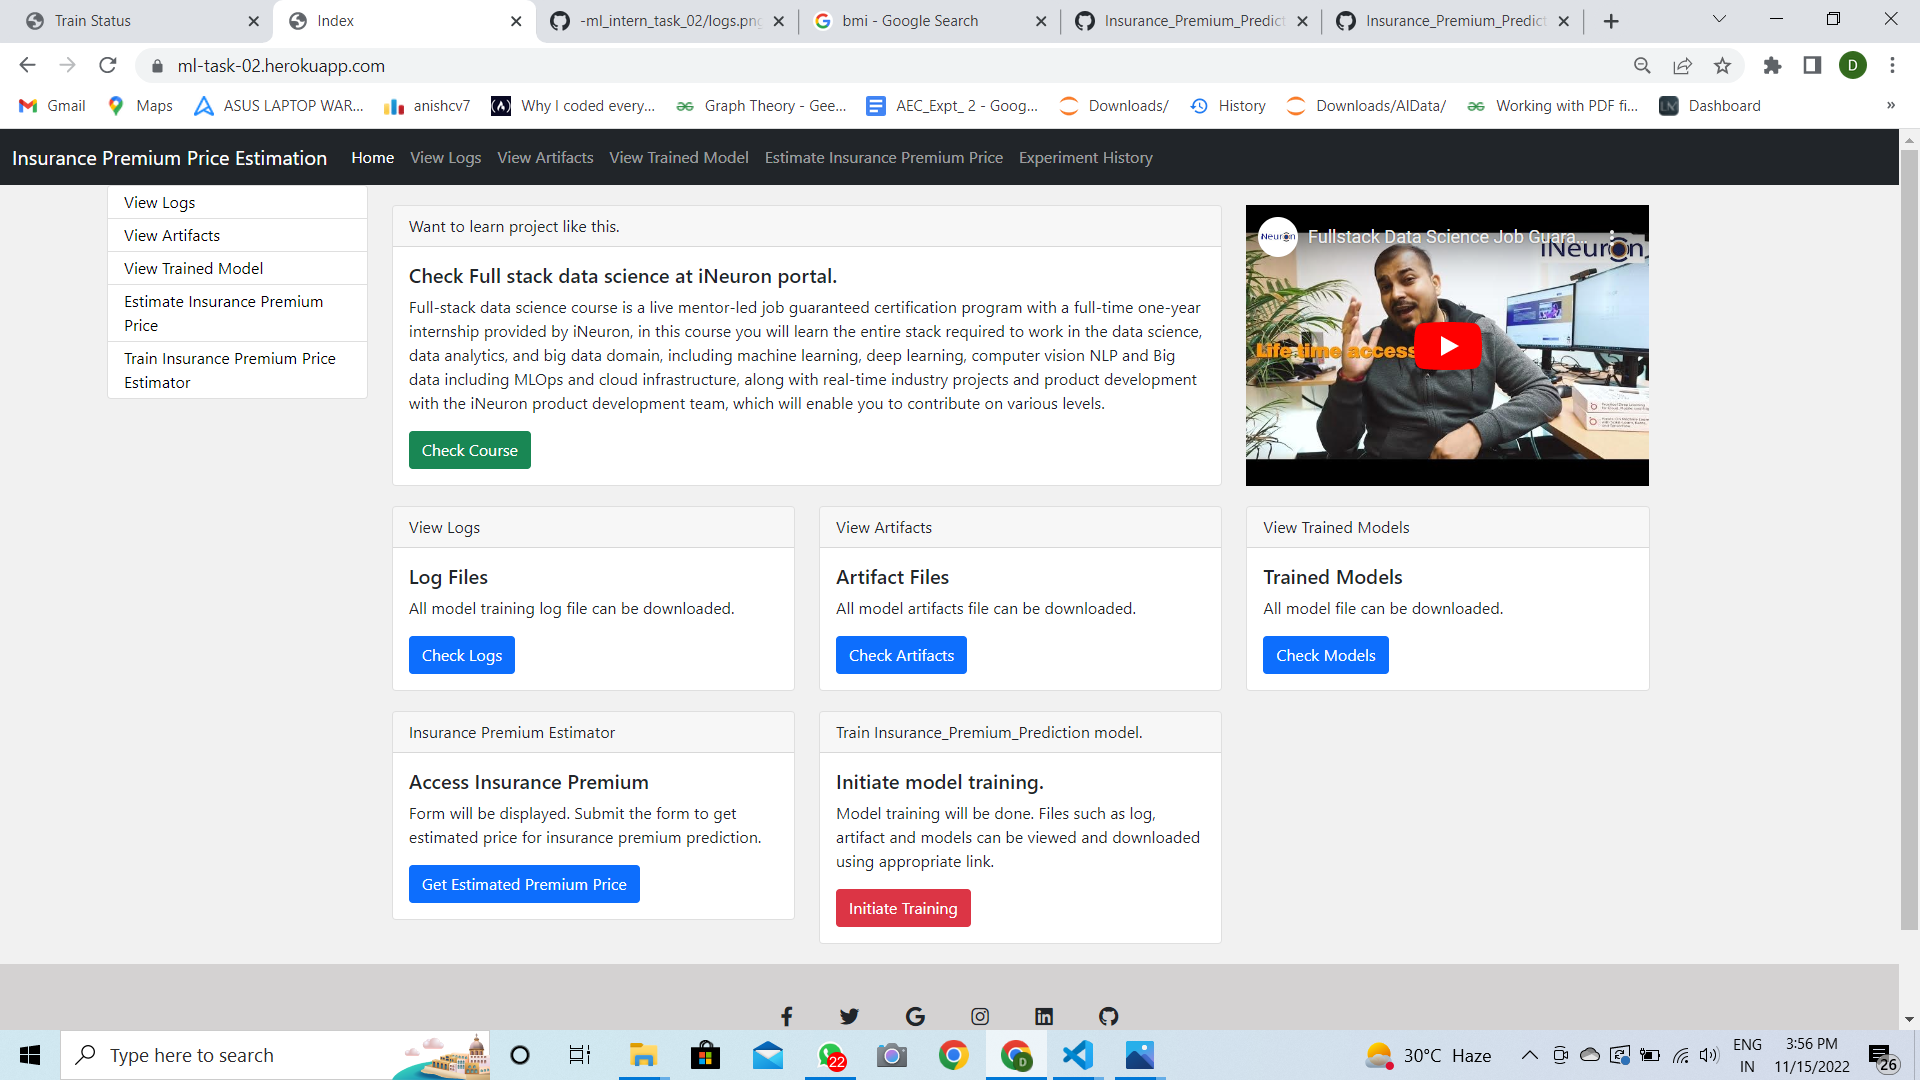 Train Status
Index
-ml_intern_task_02/logs.png
bmi - Google Search
Insurance_Premium_Predict
Insurance_Premium_Predict
ml-task-02.herokuapp.com
D
Gmail
Maps
ASUS LAPTOP WAR...
anishcv7
Why I coded every...
Graph Theory - Gee...
AEC_Expt_ 2 - Goog...
Downloads/
History
Downloads/AIData/
Working with PDF fi...
Dashboard
»
Insurance Premium Price Estimation
Home
View Logs
View Artifacts
View Trained Model
Estimate Insurance Premium Price
Experiment History
View Logs
View Artifacts
View Trained Model
Estimate Insurance Premium
Price
Train Insurance Premium Price
Estimator
Want to learn project like this.
Check Full stack data science at iNeuron portal.
Full-stack data science course is a live mentor-led job guaranteed certification program with a full-time one-year
internship provided by iNeuron, in this course you will learn the entire stack required to work in the data science,
data analytics, and big data domain, including machine learning, deep learning, computer vision NLP and Big
data including MLOps and cloud infrastructure, along with real-time industry projects and product development
with the iNeuron product development team, which will enable you to contribute on various levels.
Check Course
iNeuron
Fullstack Data Science Job Guara...
iNeuron
Life time access
View Logs
Log Files
All model training log file can be downloaded.
Check Logs
View Artifacts
Artifact Files
All model artifacts file can be downloaded.
Check Artifacts
View Trained Models
Trained Models
All model file can be downloaded.
Check Models
Insurance Premium Estimator
Access Insurance Premium
Form will be displayed. Submit the form to get
estimated price for insurance premium prediction.
Get Estimated Premium Price
Train Insurance_Premium_Prediction model.
Initiate model training.
Model training will be done. Files such as log,
artifact and models can be viewed and downloaded
using appropriate link.
Initiate Training
Type here to search
22
D
30°C Haze
ENG
IN
3:56 PM
11/15/2022
26